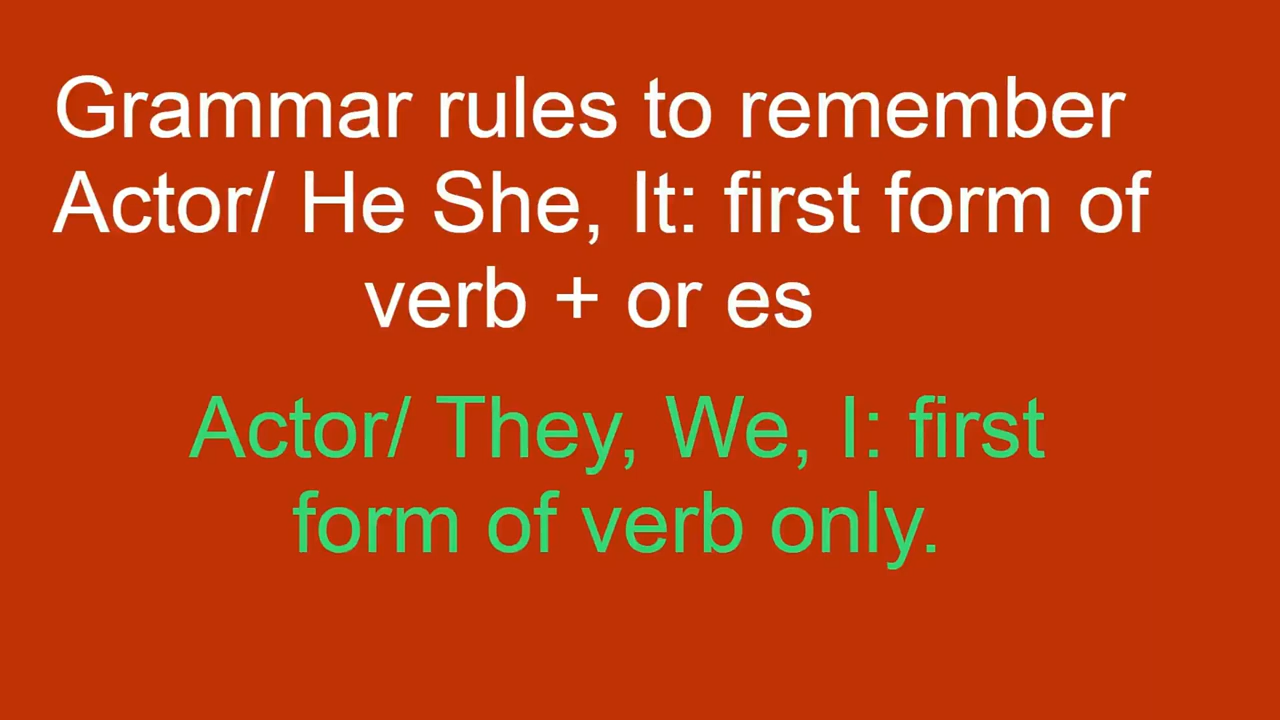 Grammar rules to remember
Actor/ He She, It: first form of
verb + or es
Actor/ They, We, I: first
form of verb only.